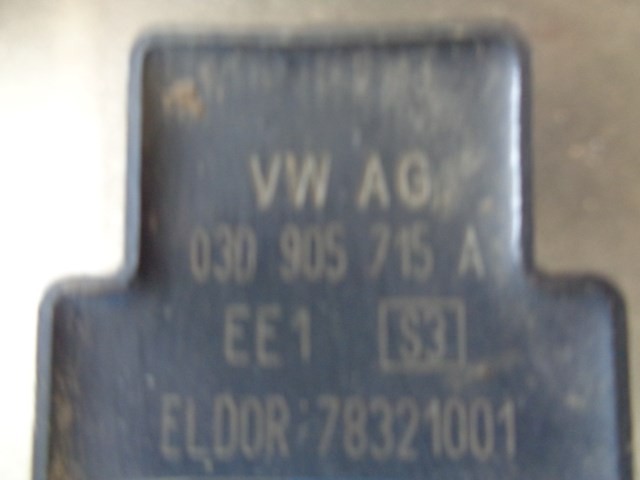 VW AG
030 905 715 A
EE1 S3
ELDOR 78321001